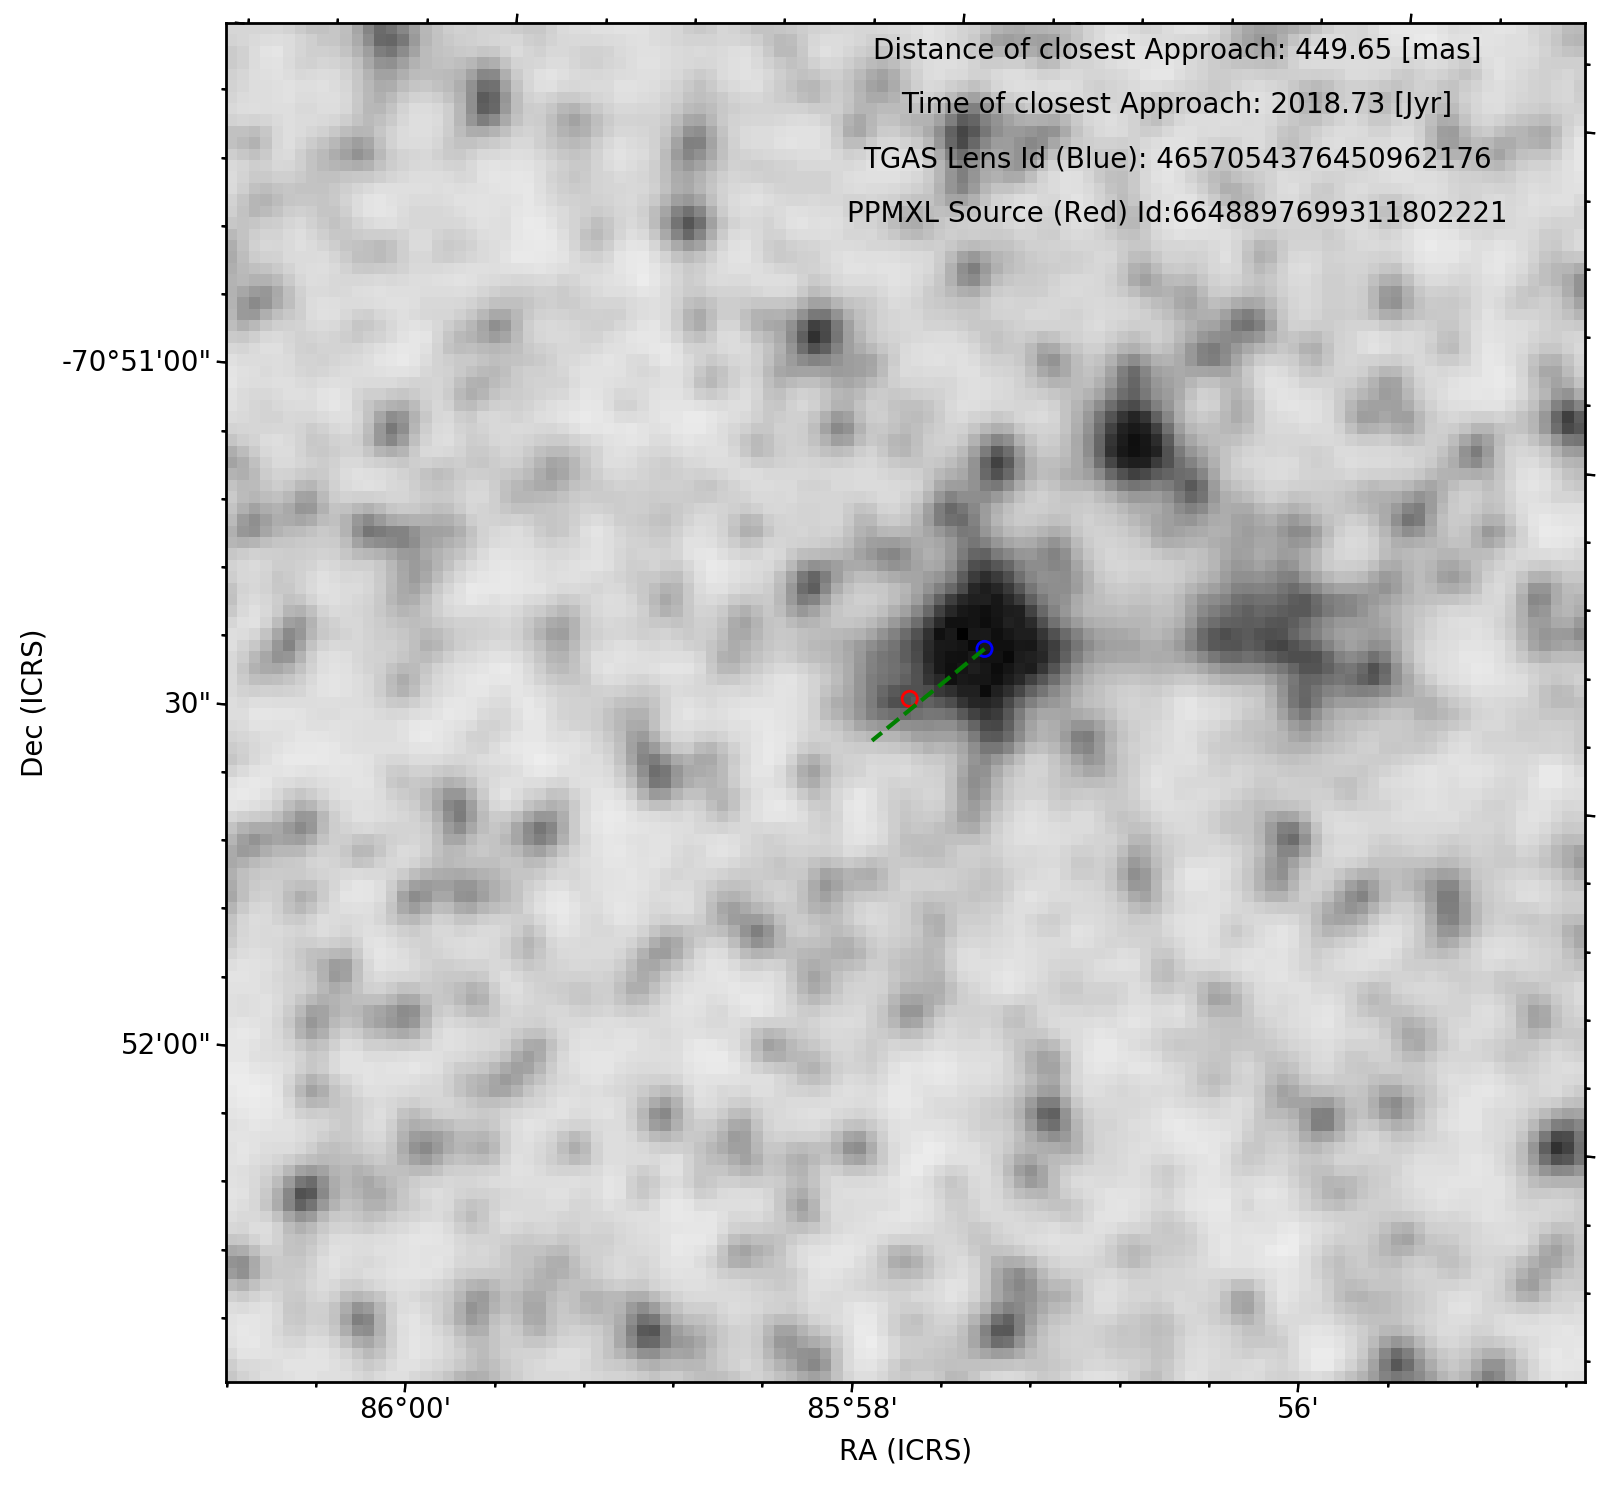 Distance of closest Approach: 449.65 [mas]
Time of closest Approach: 2018.73 [Jyr]
TGAS Lens Id (Blue): 4657054376450962176
PPMXL Source (Red) Id:6648897699311802221
-70°51'00"
30"
52'00"
Dec (ICRS)
86°00'
85°58'
56'
RA (ICRS)